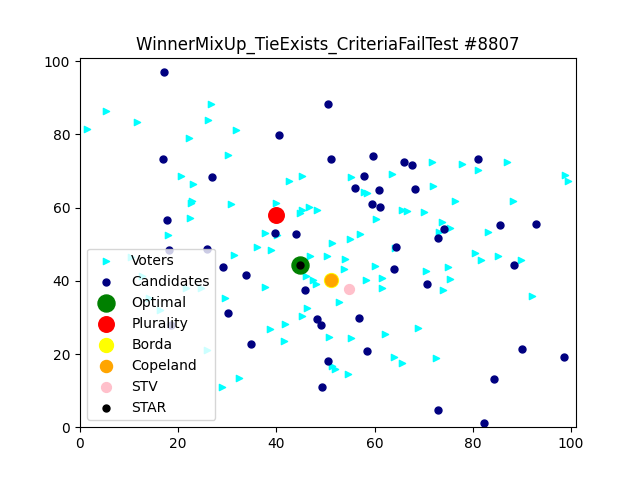 WinnerMixUp_TieExists_CriteriaFailTest #8807
100
80
60
40
20
0
Voters
Candidates
Optimal
Plurality
Borda
Copeland
STV
STAR
0 20 40 60 80 100